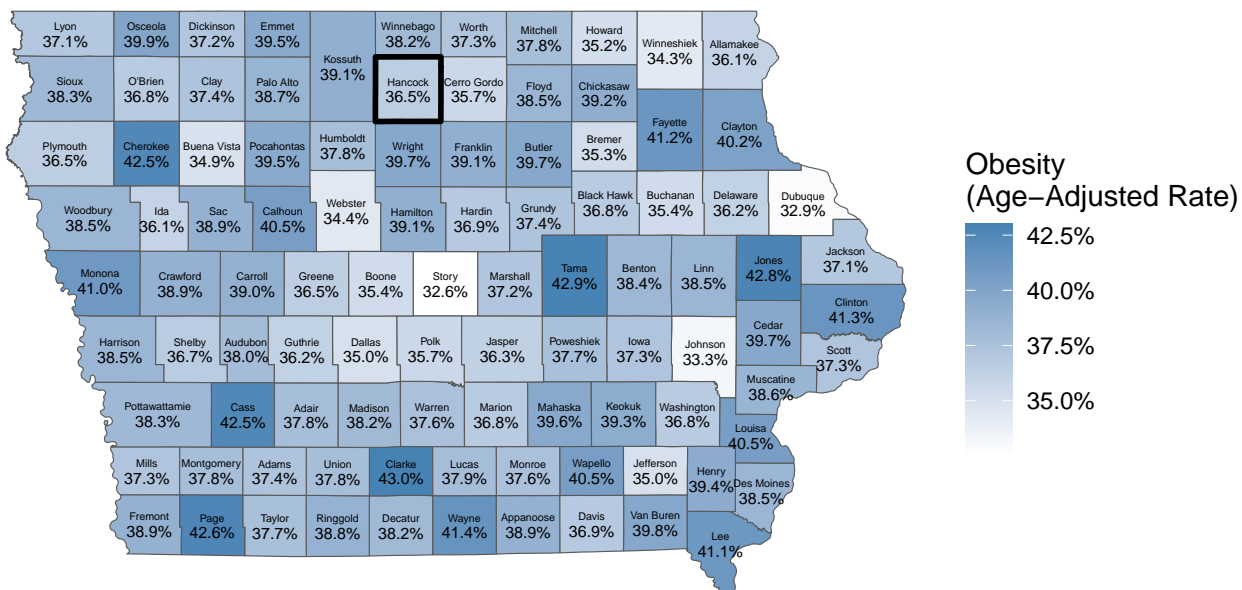 Lyon
37.1%
Osceola
39.9%
Dickinson
37.2%
Emmet
39.5%
Kossuth
39.1%
Winnebago
38.2%
Worth
37.3%
Mitchell
37.8%
Howard
35.2%
Winneshiek
34.3%
Allamakee
36.1%
Sioux
38.3%
O'Brien
36.8%
Clay
37.4%
Palo Alto
38.7%
Hancock
36.5%
Cerro Gordo
35.7%
Floyd
38.5%
Chickasaw
39.2%
Fayette
41.2%
Clayton
40.2%
Plymouth
36.5%
Cherokee
42.5%
Buena Vista
34.9%
Pocahontas
39.5%
Humboldt
37.8%
Wright
39.7%
Franklin
39.1%
Butler
39.7%
Bremer
35.3%
Woodbury
38.5%
Ida
36.1%
Sac
38.9%
Calhoun
40.5%
Webster
34.4%
Hamilton
39.1%
Hardin
36.9%
Grundy
37.4%
Black Hawk
36.8%
Buchanan
35.4%
Delaware
36.2%
Dubuque
32.9%
Monona
41.0%
Crawford
38.9%
Carroll
39.0%
Greene
36.5%
Boone
35.4%
Story
32.6%
Marshall
37.2%
Tama
42.9%
Benton
38.4%
Linn
38.5%
Jones
42.8%
Jackson
37.1%
Clinton
41.3%
Harrison
38.5%
Shelby
36.7%
Audubon
38.0%
Guthrie
36.2%
Dallas
35.0%
Polk
35.7%
Jasper
36.3%
Poweshiek
37.7%
Iowa
37.3%
Johnson
33.3%
Cedar
39.7%
Scott
37.3%
Muscatine
38.6%
Pottawattamie
38.3%
Cass
42.5%
Adair
37.8%
Madison
38.2%
Warren
37.6%
Marion
36.8%
Mahaska
39.6%
Keokuk
39.3%
Washington
36.8%
Louisa
40.5%
Mills
37.3%
Montgomery
37.8%
Adams
37.4%
Union
37.8%
Clarke
43.0%
Lucas
37.9%
Monroe
37.6%
Wapello
40.5%
Jefferson
35.0%
Henry
39.4%
Des Moines
38.5%
Fremont
38.9%
Page
42.6%
Taylor
37.7%
Ringgold
38.8%
Decatur
38.2%
Wayne
41.4%
Appanoose
38.9%
Davis
36.9%
Van Buren
39.8%
Lee
41.1%
Obesity
(Age−Adjusted Rate)
42.5%
40.0%
37.5%
35.0%